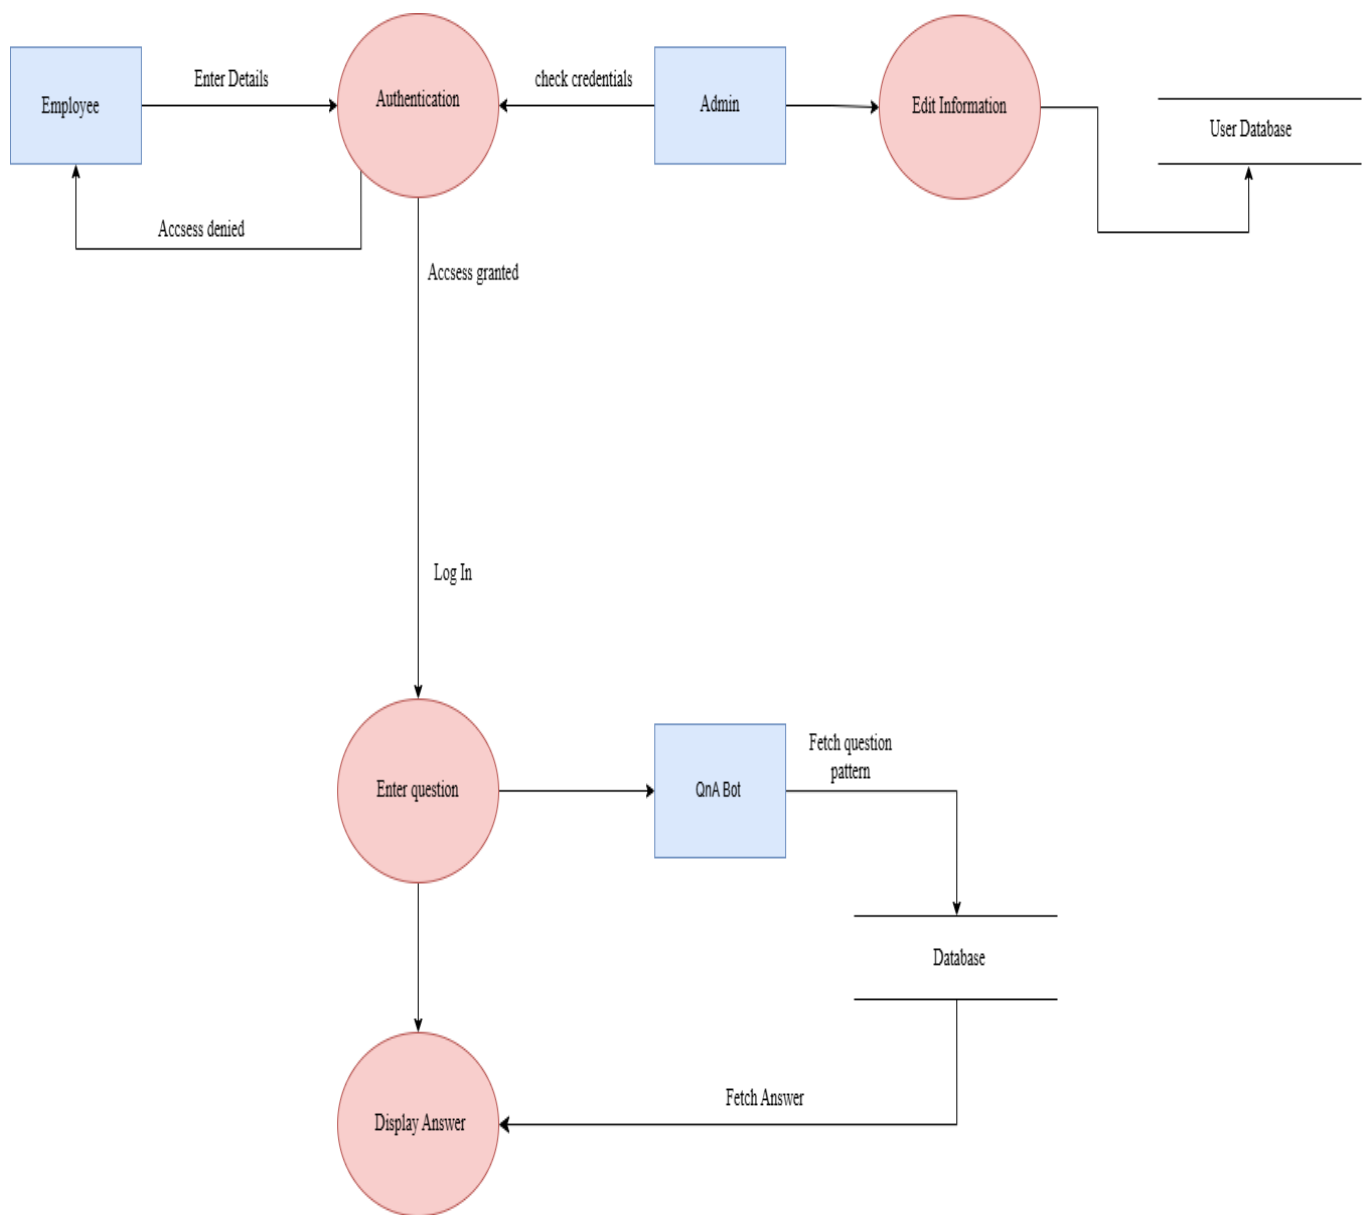 Employee
Enter Details
Authentication
check credentials
Admin
Edit Information
User Database
Accsess denied
Accsess granted
Log In
Enter question
QnA Bot
Fetch question
pattern
Database
Fetch Answer
Display Answer